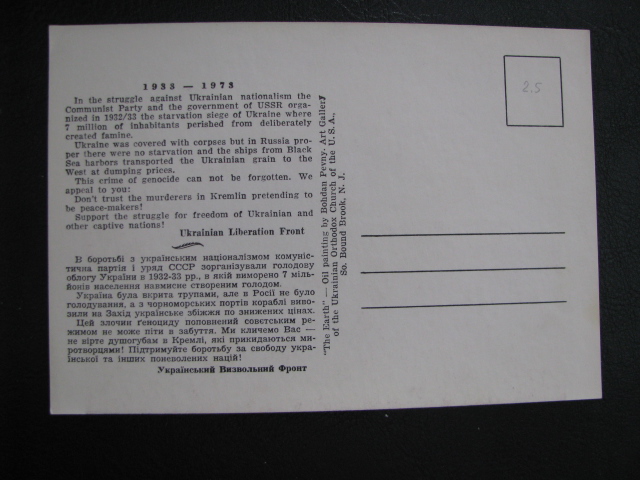 1933 — 1973
In the struggle against Ukrainian nationalism the
Communist Party and the government of USSR orga-
nized in 1932/33 the starvation siege of Ukraine where
7 million of inhabitants perished from deliberately
created famine.
Ukraine was covered with corpses but in Russia pro-
per there were no starvation and the ships from Black
Sea harbors transported the Ukrainian grain to the
West at dumping prices.
This crime of genocide can not be forgotten. We
appeal to you:
Don't trust the murderers in Kremlin pretending to
be peace-makers!
Support the struggle for freedom of Ukrainian and
other captive nations!
Ukrainian Liberation Front
В боротьбі з українським націоналізмом комуніс-
тична партія і уряд СССР зорганізували голодову
облогу України в 1932-33 рр., в якій виморено 7 міль-
йонів населення навмисне створеним голодом.
Україна була вкрита трупами, але в Росії не було
голодування, а з чорноморських портів кораблі виво-
зили на Захід українське збіжжя по знижених цінах.
Цей злочин геноциду поповнений совєтським ре-
жимом не може піти в забуття. Ми кличемо Вас —
не вірте душогубам в Кремлі, які прикидаються ми-
ротворцями! Підтримуйте боротьбу за свободу укра-
їнської та інших поневолених націй!
Український Визвольний Фронт
"The Earth" — Oil painting by Bohdan Pevny. Art Gallery
of the Ukrainian Orthodox Church of the U.S.A.,
So. Bound Brook, N. J.
2.5